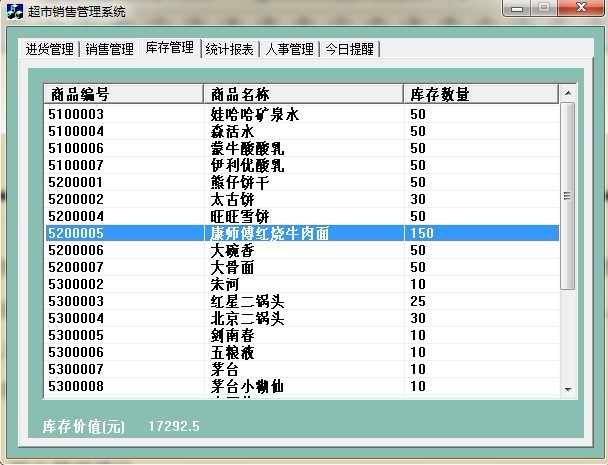 超市销售管理系统
进货管理 销售管理 库存管理 统计报表 人事管理 今日提醒
商品编号 商品名称 库存数量
5100003 娃哈哈矿泉水 50
5100004 森活水 50
5100006 蒙牛酸酸乳 50
5100007 伊利优酸乳 50
5200001 熊仔饼干 50
5200002 太古饼 30
5200004 旺旺雪饼 50
5200005 康师傅红烧牛肉面 150
5200006 大碗香 50
5200007 大骨面 50
5300002 朱河 10
5300003 红星二锅头 25
5300004 北京二锅头 30
5300005 剑南春 10
5300006 五粮液 10
5300007 茅台 10
5300008 茅台小糊仙 10
库存价值(元) 17292.5